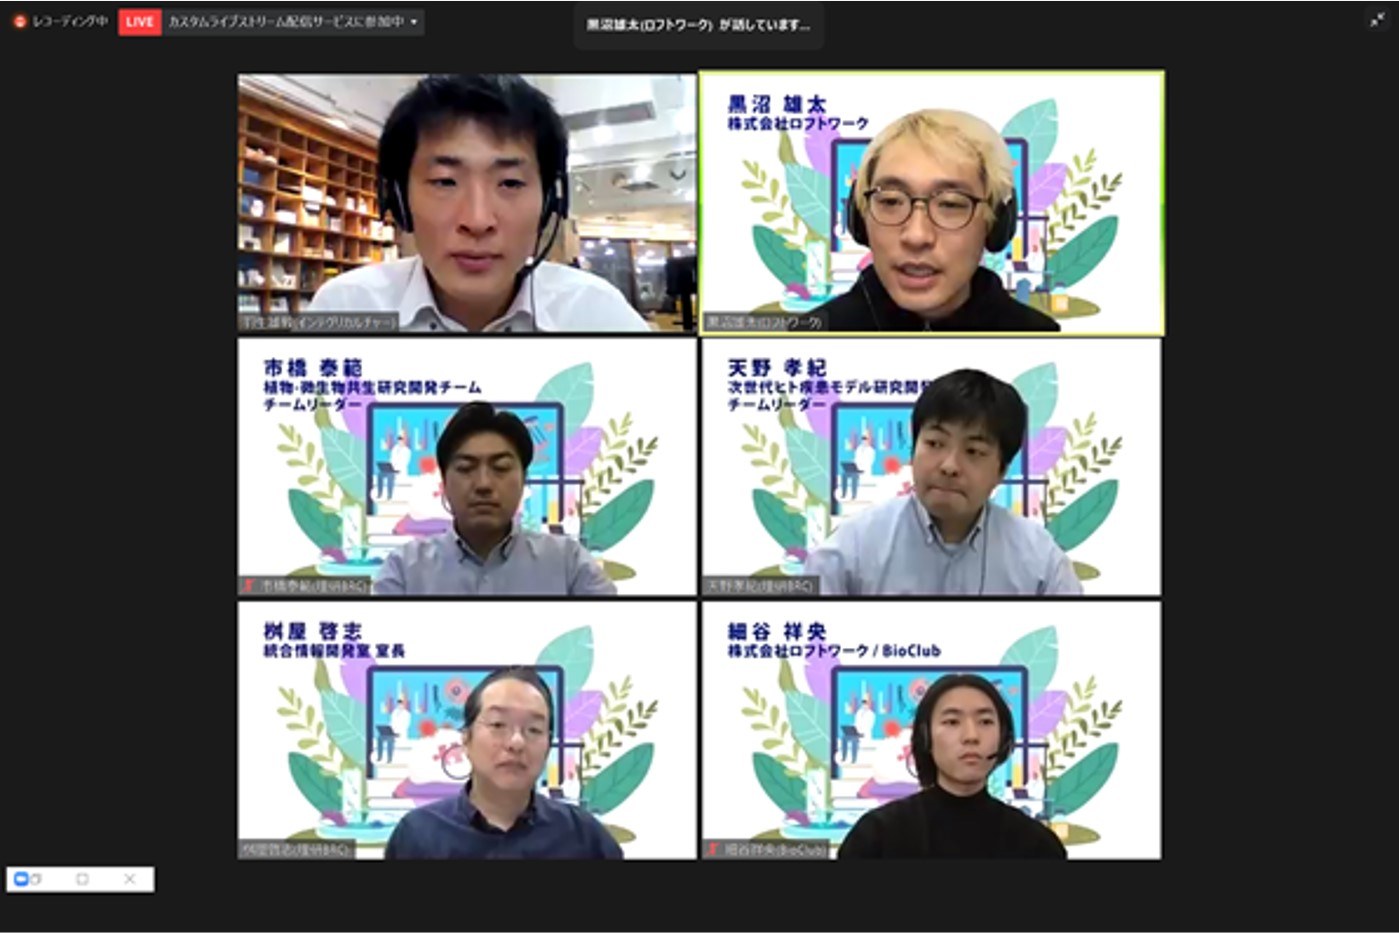 レコーディング中
LIVE カスタムライブストリーム配信サービスに参加中
黒沼雄太(ロフトワーク) が話しています...
(インテグリカルチャー)
黒沼 雄太
株式会社ロフトワーク
黒沼雄太(ロフトワーク)
市橋 泰範
植物-微生物共生研究開発チーム
チームリーダー
市橋泰範(理研BRC)
天野 孝紀
次世代ヒト疾患モデル研究開発
チームリーダー
天野孝紀(理研BRC)
桝屋 啓志
統合情報開発室 室長
桝屋啓志(理研BRC)
細谷 祥央
株式会社ロフトワーク / BioClub
細谷祥央(BioClub)